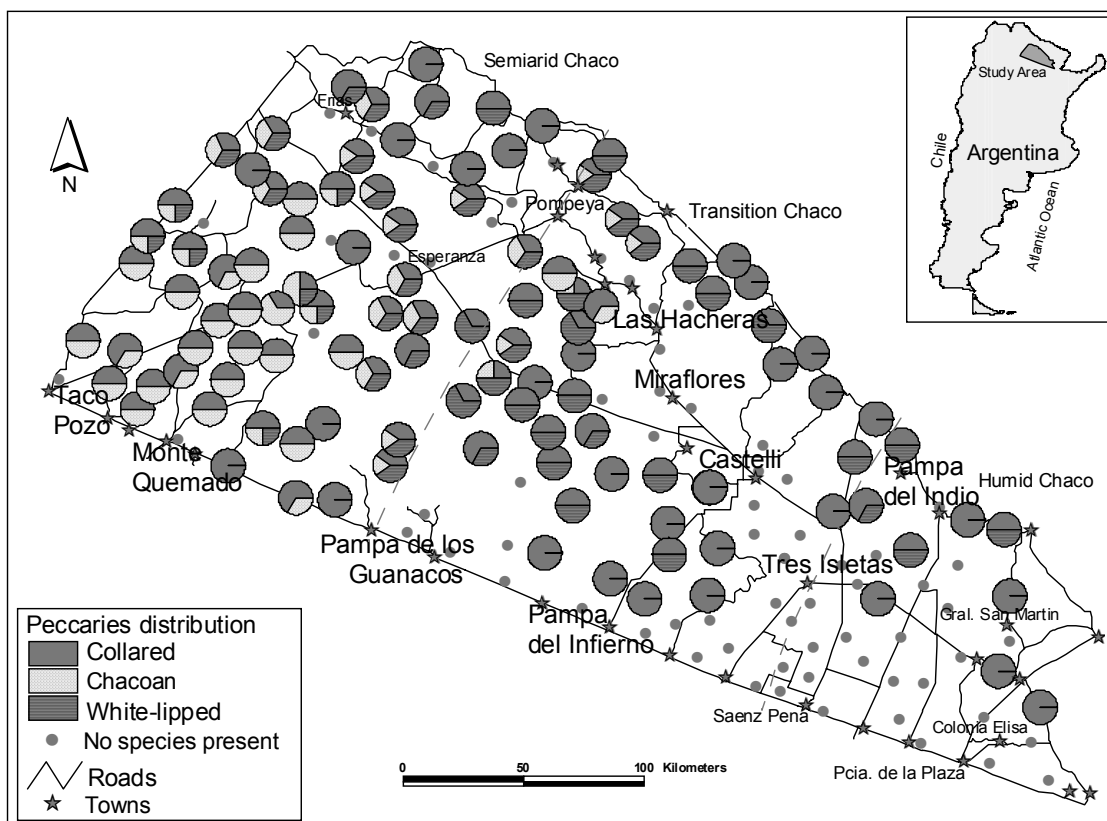 Semiarid Chaco
Frias
N
Pompeya
Transition Chaco
Esperanza
Las Hacheras
Miraflores
Taco
Pozo
Monte
Quemado
Castelli
Pampa
del Indio
Humid Chaco
Pampa de los
Guanacos
Tres Isletas
Pampa
del Infierno
Gral. San Martin
Saenz Pena
Colonia Elisa
Pcia. de la Plaza
Study Area
Chile
Argentina
Atlantic Ocean
Peccaries distribution
Collared
Chacoan
White-lipped
No species present
Roads
Towns
0 50 100 Kilometers